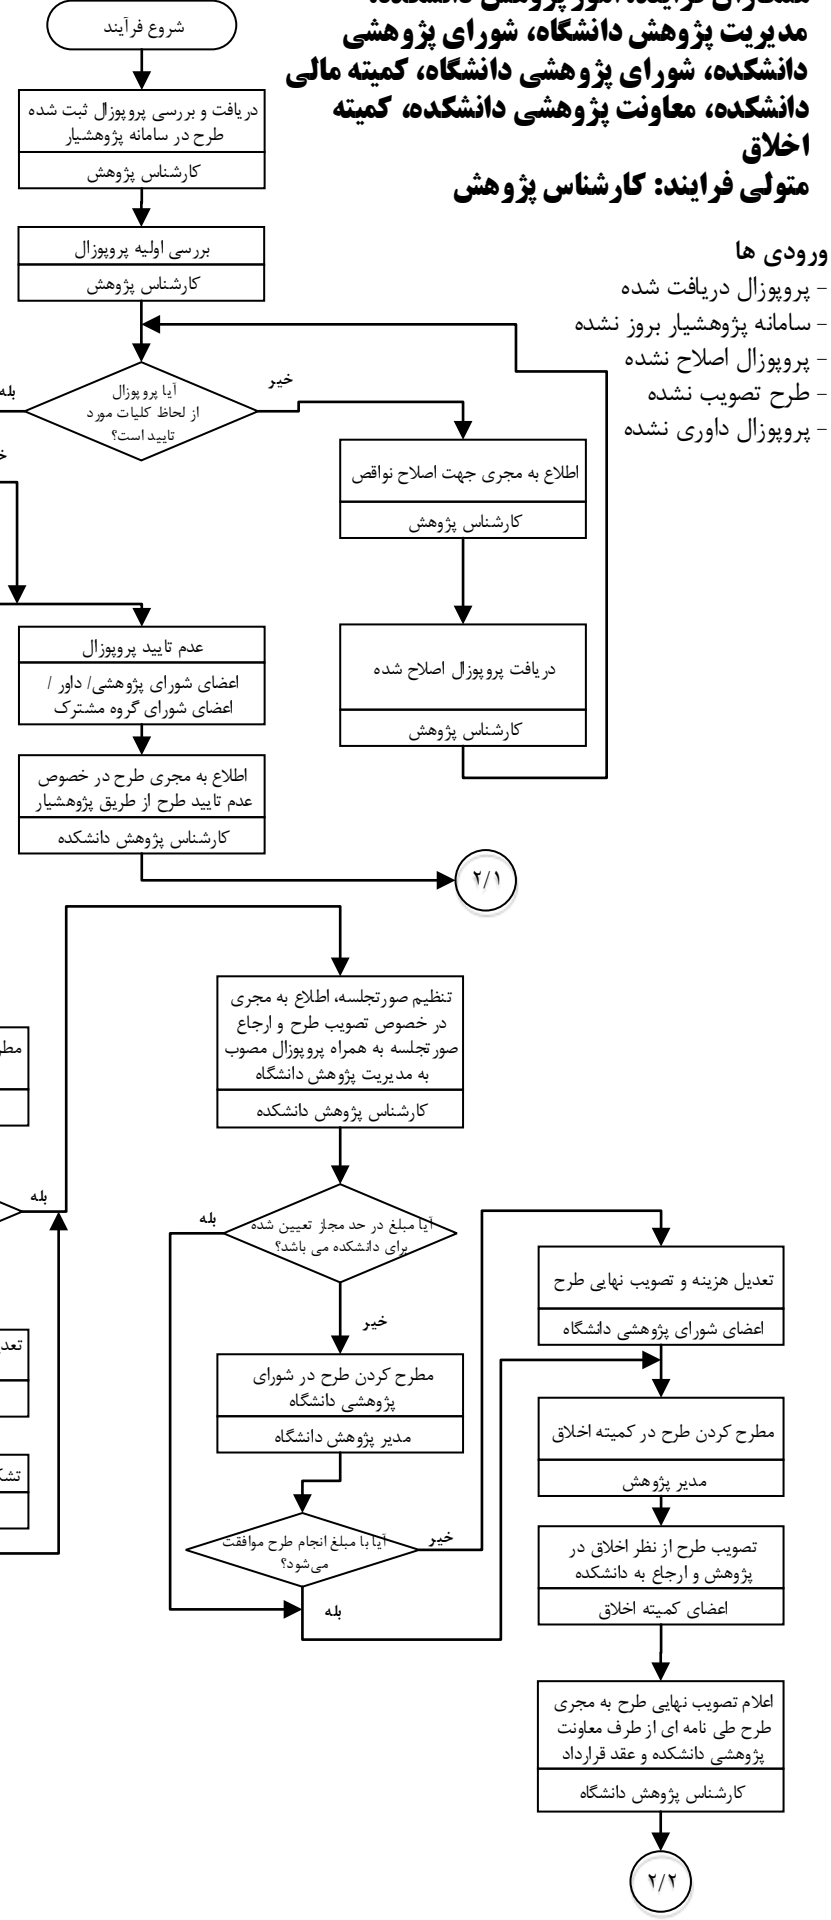 همکاران فرآیند: امور پژوهش دانشکده،
مدیریت پژوهش دانشگاه، شورای پژوهشی
دانشکده، شورای پژوهشی دانشگاه، کمیته مالی
دانشکده، معاونت پژوهشی دانشکده، کمیته
اخلاق
متولی فرایند: کارشناس پژوهش
ورودی ها
- پروپوزال دریافت شده
- سامانه پژوهشیار بروز نشده
- پروپوزال اصلاح نشده
- طرح تصویب نشده
- پروپوزال داوری نشده
شروع فرآیند
دریافت و بررسی پروپوزال ثبت شده
طرح در سامانه پژوهشیار
کارشناس پژوهش
بررسی اولیه پروپوزال
کارشناس پژوهش
آیا پروپوزال
از لحاظ کلیات مورد
تایید است؟
خیر
بله
اطلاع به مجری جهت اصلاح نواقص
کارشناس پژوهش
دریافت پروپوزال اصلاح شده
کارشناس پژوهش
عدم تایید پروپوزال
اعضای شورای پژوهشی/ داور /
اعضای شورای گروه مشترک
اطلاع به مجری طرح در خصوص
عدم تایید طرح از طریق پژوهشیار
کارشناس پژوهش دانشکده
۲/۱
تنظیم صورتجلسه، اطلاع به مجری
در خصوص تصویب طرح و ارجاع
صورتجلسه به همراه پروپوزال مصوب
به مدیریت پژوهش دانشگاه
کارشناس پژوهش دانشکده
بله
آیا مبلغ در حد مجاز تعیین شده
برای دانشکده می باشد؟
بله
خیر
مطرح کردن طرح در شورای
پژوهشی دانشگاه
مدیر پژوهش دانشگاه
آیا با مبلغ انجام طرح موافقت
می‌شود؟
خیر
بله
تعدیل هزینه و تصویب نهایی طرح
اعضای شورای پژوهشی دانشگاه
مطرح کردن طرح در کمیته اخلاق
مدیر پژوهش
تصویب طرح از نظر اخلاق در
پژوهش و ارجاع به دانشکده
اعضای کمیته اخلاق
اعلام تصویب نهایی طرح به مجری
طرح طی نامه ای از طرف معاونت
پژوهشی دانشکده و عقد قرارداد
کارشناس پژوهش دانشگاه
۲/۲